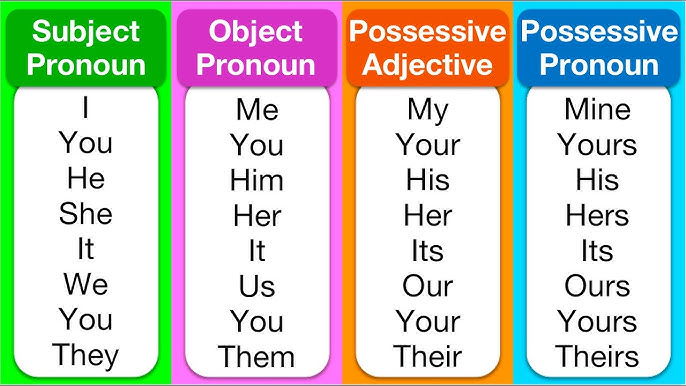 Subject
Pronoun
I
You
He
She
It
We
You
They
Object
Pronoun
Me
You
Him
Her
It
Us
You
Them
Possessive
Adjective
My
Your
His
Her
Its
Our
Your
Their
Possessive
Pronoun
Mine
Yours
His
Hers
Its
Ours
Yours
Theirs